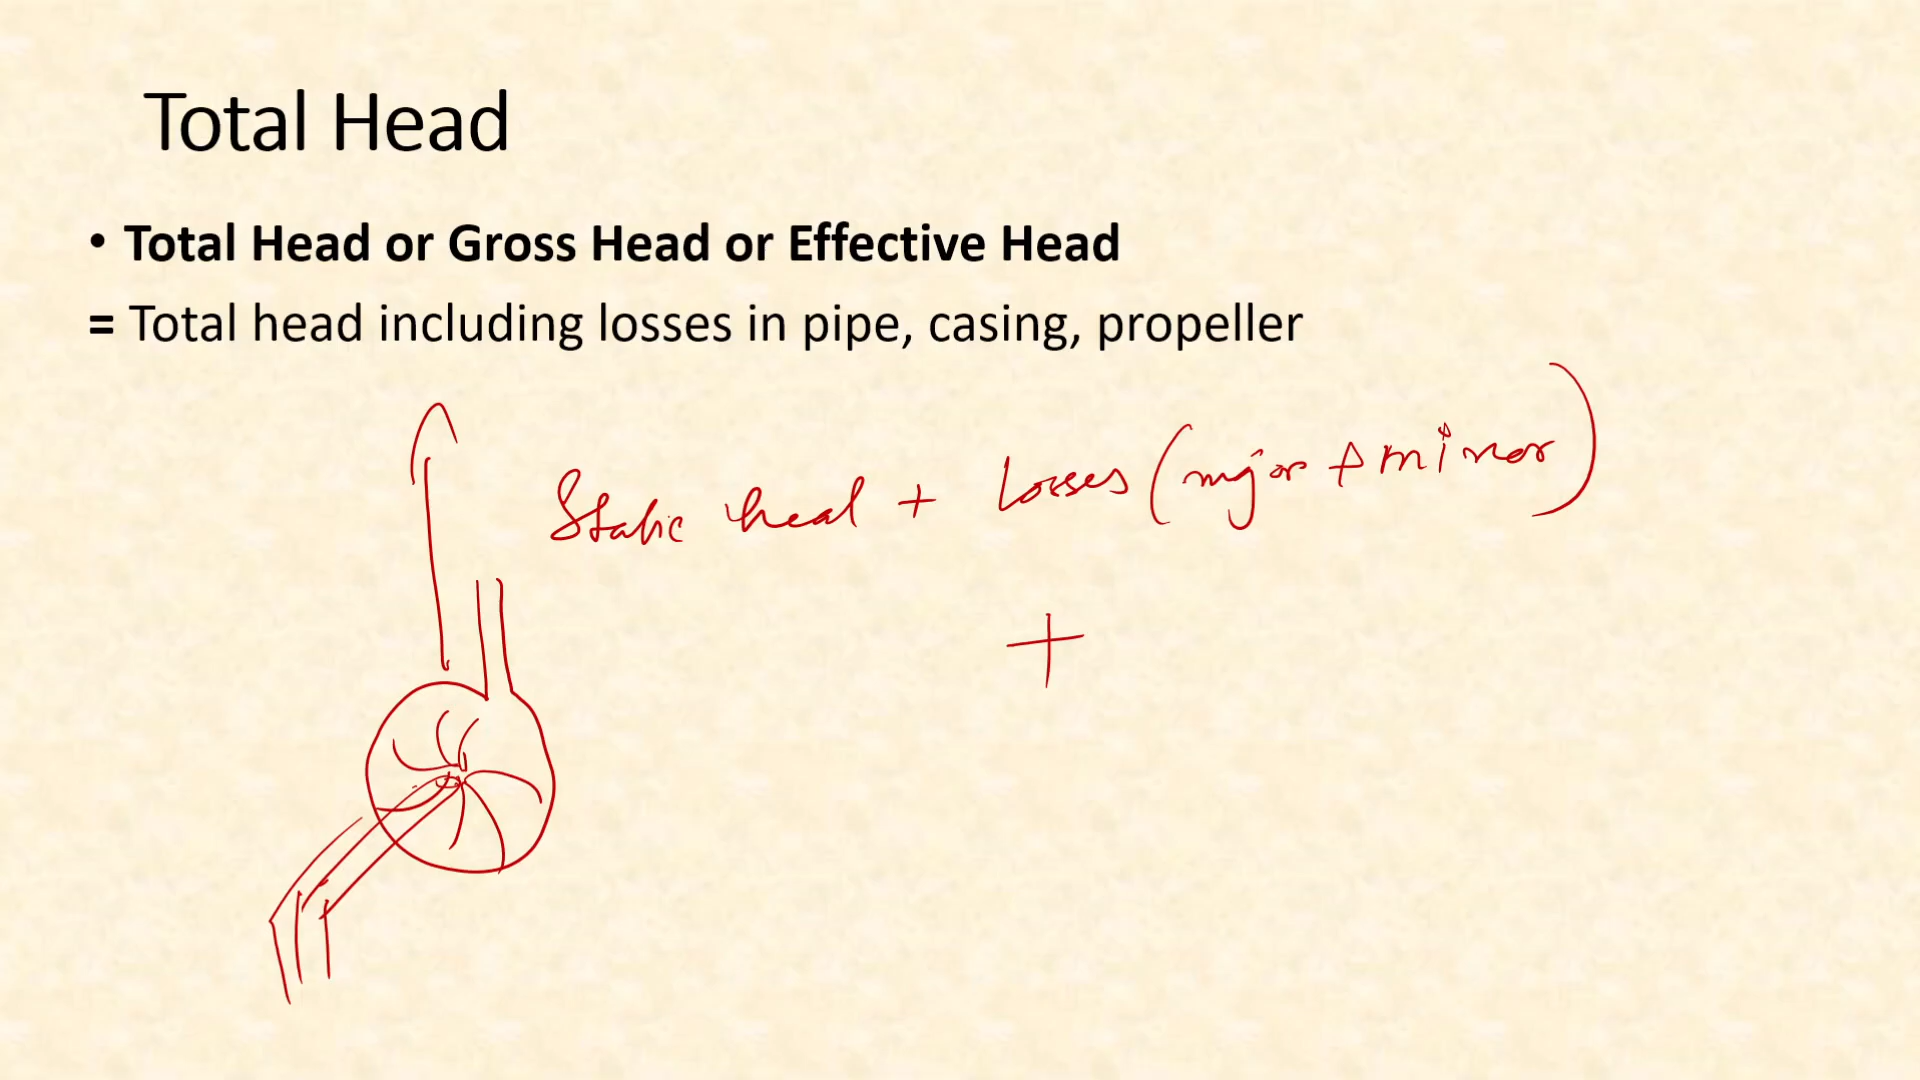 Total Head
• Total Head or Gross Head or Effective Head
= Total head including losses in pipe, casing, propeller
Static head + Losses (major + minor)
+